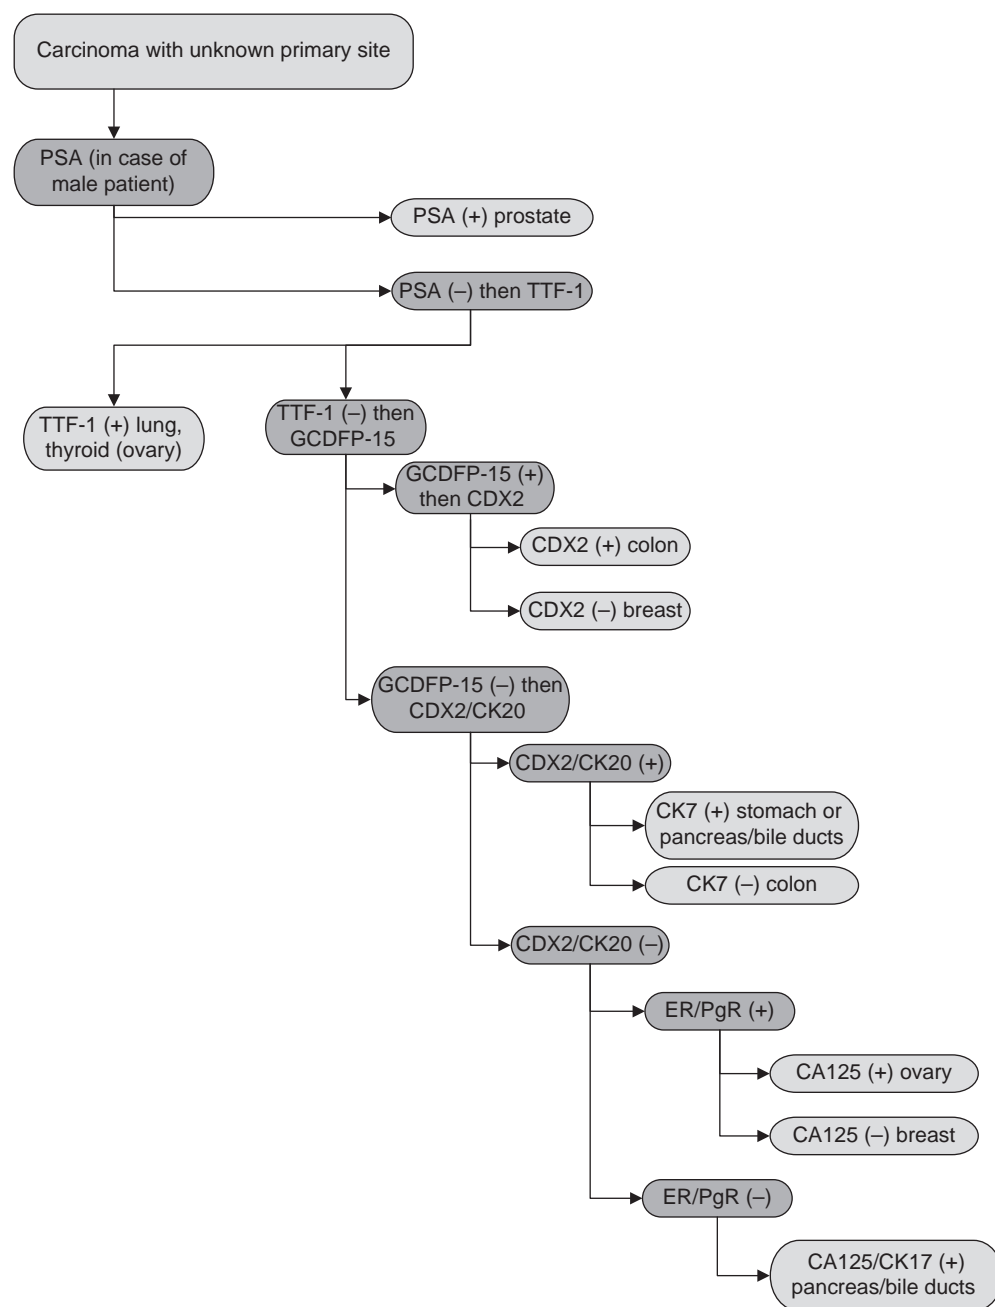 Carcinoma with unknown primary site
PSA (in case of
male patient)
PSA (+) prostate
PSA (–) then TTF-1
TTF-1 (+) lung,
thyroid (ovary)
TTF-1 (–) then
GCDFP-15
GCDFP-15 (+)
then CDX2
CDX2 (+) colon
CDX2 (–) breast
GCDFP-15 (–) then
CDX2/CK20
CDX2/CK20 (+)
CK7 (+) stomach or
pancreas/bile ducts
CK7 (–) colon
CDX2/CK20 (–)
ER/PgR (+)
CA125 (+) ovary
CA125 (–) breast
ER/PgR (–)
CA125/CK17 (+)
pancreas/bile ducts